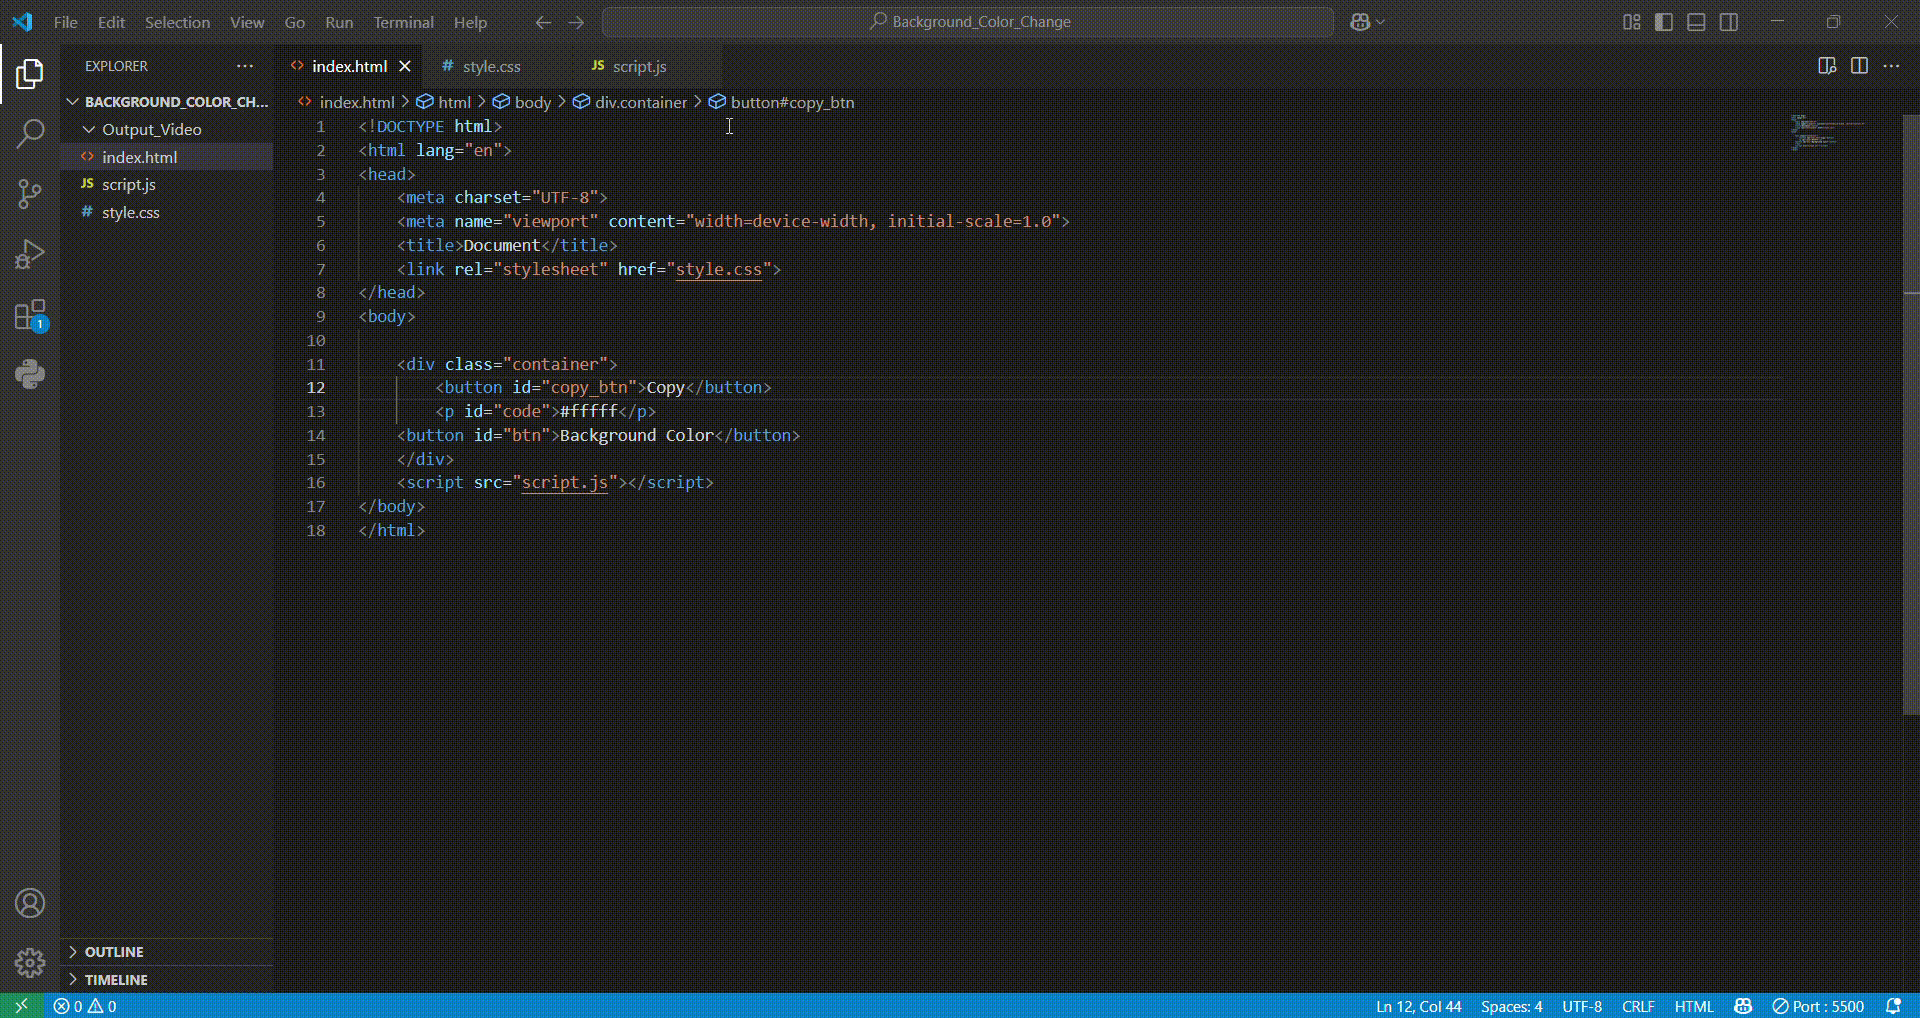 File Edit Selection View Go Run Terminal Help
Background_Color_Change
EXPLORER
BACKGROUND_COLOR_CH...
Output_Video
index.html
JS script.js
# style.css
OUTLINE
TIMELINE
index.html
# style.css
JS script.js
index.html > html > body > div.container > button#copy_btn
1 <!DOCTYPE html>
2 <html lang="en">
3 <head>
4 <meta charset="UTF-8">
5 <meta name="viewport" content="width=device-width, initial-scale=1.0">
6 <title>Document</title>
7 <link rel="stylesheet" href="style.css">
8 </head>
9 <body>
10
11 <div class="container">
12 <button id="copy_btn">Copy</button>
13 <p id="code">#fffff</p>
14 <button id="btn">Background Color</button>
15 </div>
16 <script src="script.js"></script>
17 </body>
18 </html>
1
0 0
Ln 12, Col 44 Spaces: 4 UTF-8 CRLF HTML Port : 5500